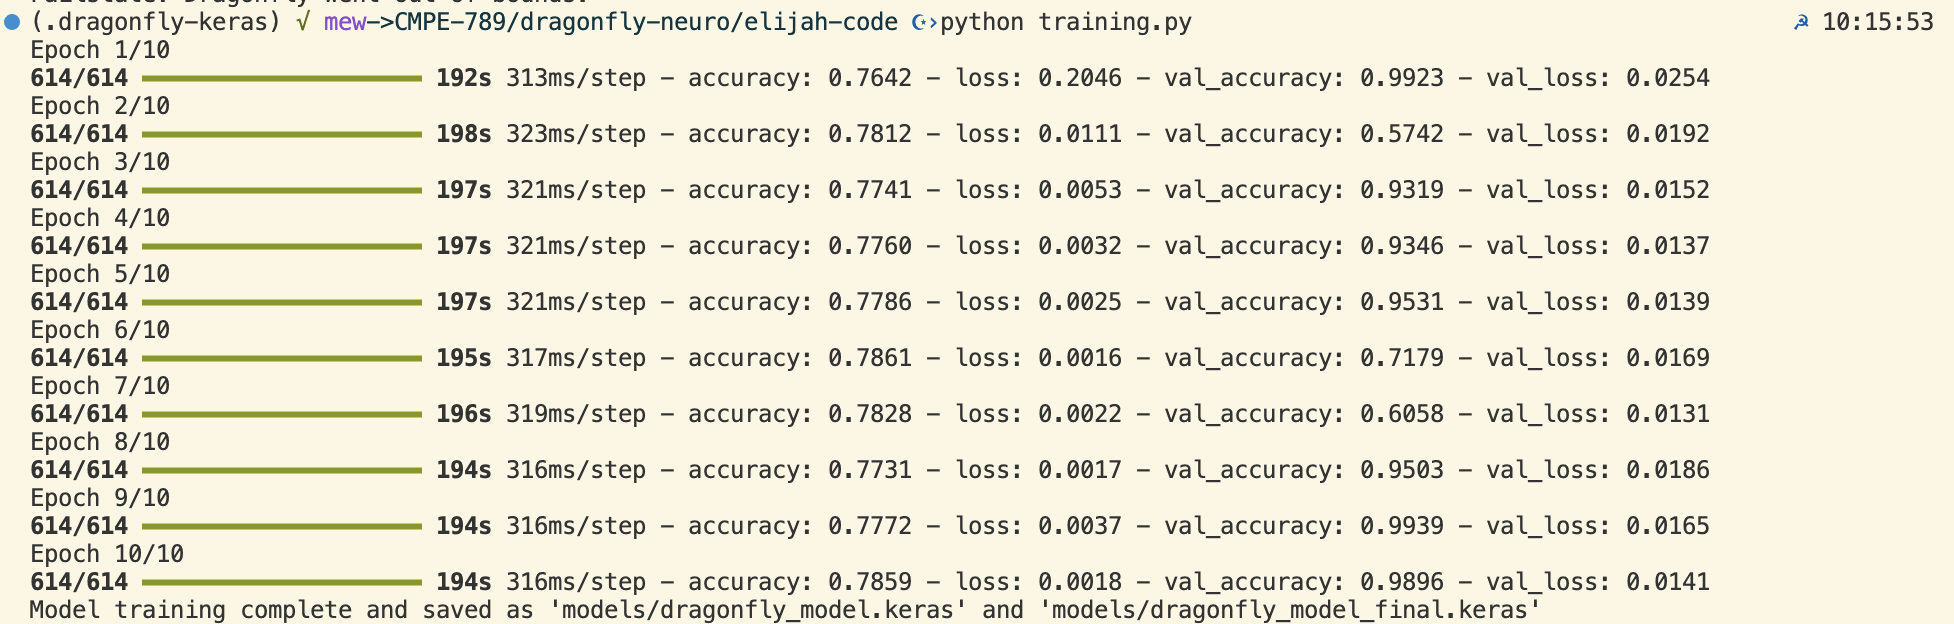 (.dragonfly-keras) √ mew->CMPE-789/dragonfly-neuro/elijah-code ☪›python training.py ☭ 10:15:53
Epoch 1/10
614/614 ━━━━━━━━━━━━━━━━━━━━ 192s 313ms/step - accuracy: 0.7642 - loss: 0.2046 - val_accuracy: 0.9923 - val_loss: 0.0254
Epoch 2/10
614/614 ━━━━━━━━━━━━━━━━━━━━ 198s 323ms/step - accuracy: 0.7812 - loss: 0.0111 - val_accuracy: 0.5742 - val_loss: 0.0192
Epoch 3/10
614/614 ━━━━━━━━━━━━━━━━━━━━ 197s 321ms/step - accuracy: 0.7741 - loss: 0.0053 - val_accuracy: 0.9319 - val_loss: 0.0152
Epoch 4/10
614/614 ━━━━━━━━━━━━━━━━━━━━ 197s 321ms/step - accuracy: 0.7760 - loss: 0.0032 - val_accuracy: 0.9346 - val_loss: 0.0137
Epoch 5/10
614/614 ━━━━━━━━━━━━━━━━━━━━ 197s 321ms/step - accuracy: 0.7786 - loss: 0.0025 - val_accuracy: 0.9531 - val_loss: 0.0139
Epoch 6/10
614/614 ━━━━━━━━━━━━━━━━━━━━ 195s 317ms/step - accuracy: 0.7861 - loss: 0.0016 - val_accuracy: 0.7179 - val_loss: 0.0169
Epoch 7/10
614/614 ━━━━━━━━━━━━━━━━━━━━ 196s 319ms/step - accuracy: 0.7828 - loss: 0.0022 - val_accuracy: 0.6058 - val_loss: 0.0131
Epoch 8/10
614/614 ━━━━━━━━━━━━━━━━━━━━ 194s 316ms/step - accuracy: 0.7731 - loss: 0.0017 - val_accuracy: 0.9503 - val_loss: 0.0186
Epoch 9/10
614/614 ━━━━━━━━━━━━━━━━━━━━ 194s 316ms/step - accuracy: 0.7772 - loss: 0.0037 - val_accuracy: 0.9939 - val_loss: 0.0165
Epoch 10/10
614/614 ━━━━━━━━━━━━━━━━━━━━ 194s 316ms/step - accuracy: 0.7859 - loss: 0.0018 - val_accuracy: 0.9896 - val_loss: 0.0141
Model training complete and saved as 'models/dragonfly_model.keras' and 'models/dragonfly_model_final.keras'